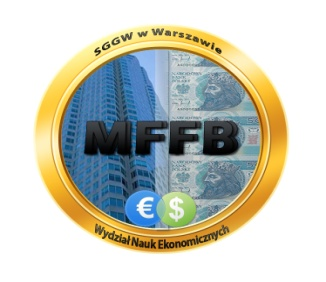 SGGW w Warszawie
MFFB
€ $
Wydział Nauk Ekonomicznych